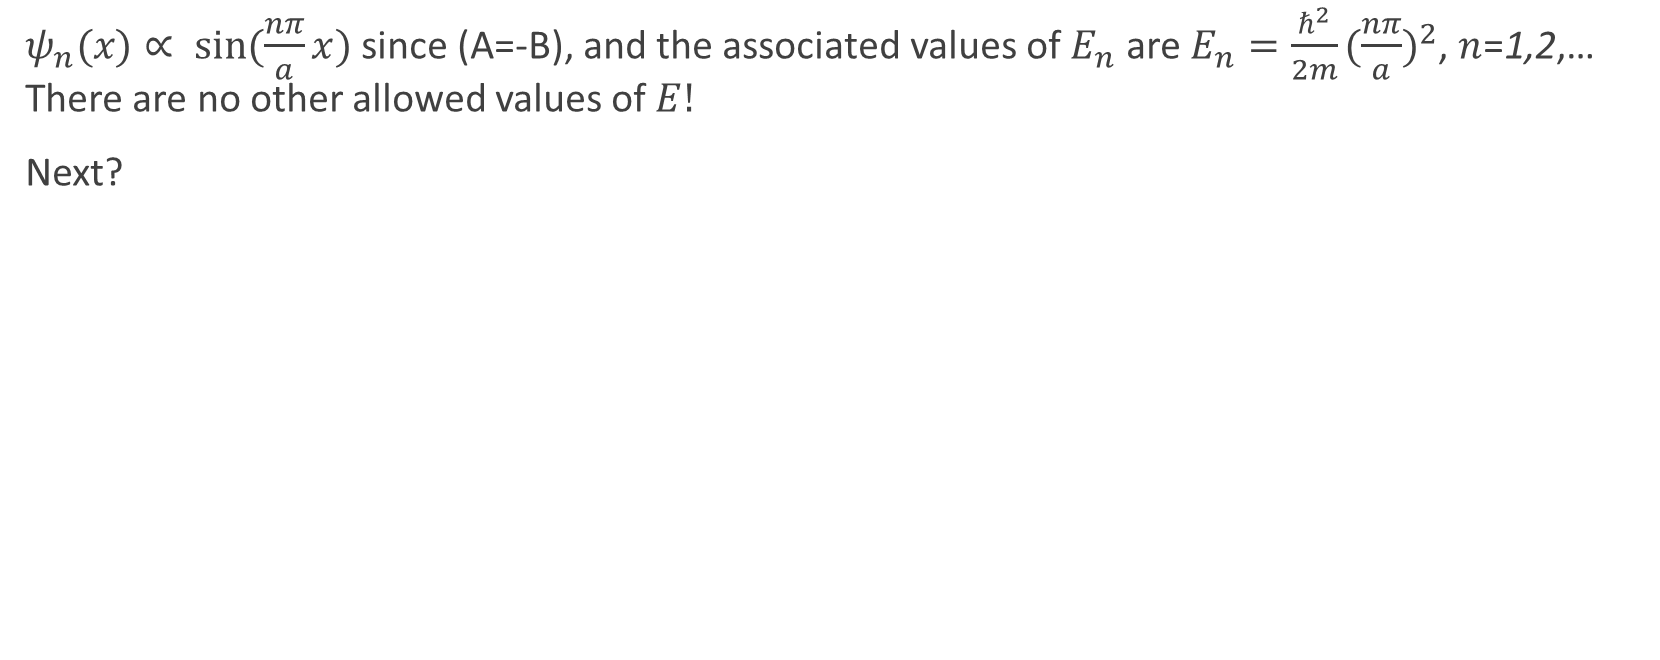 𝜓ₙ(𝑥) ∝ sin(𝑛𝜋/𝑎 𝑥) since (A=-B), and the associated values of 𝐸ₙ are 𝐸ₙ = ℏ²/2𝑚 (𝑛𝜋/𝑎)², 𝑛=1,2,...
There are no other allowed values of 𝐸!
Next?